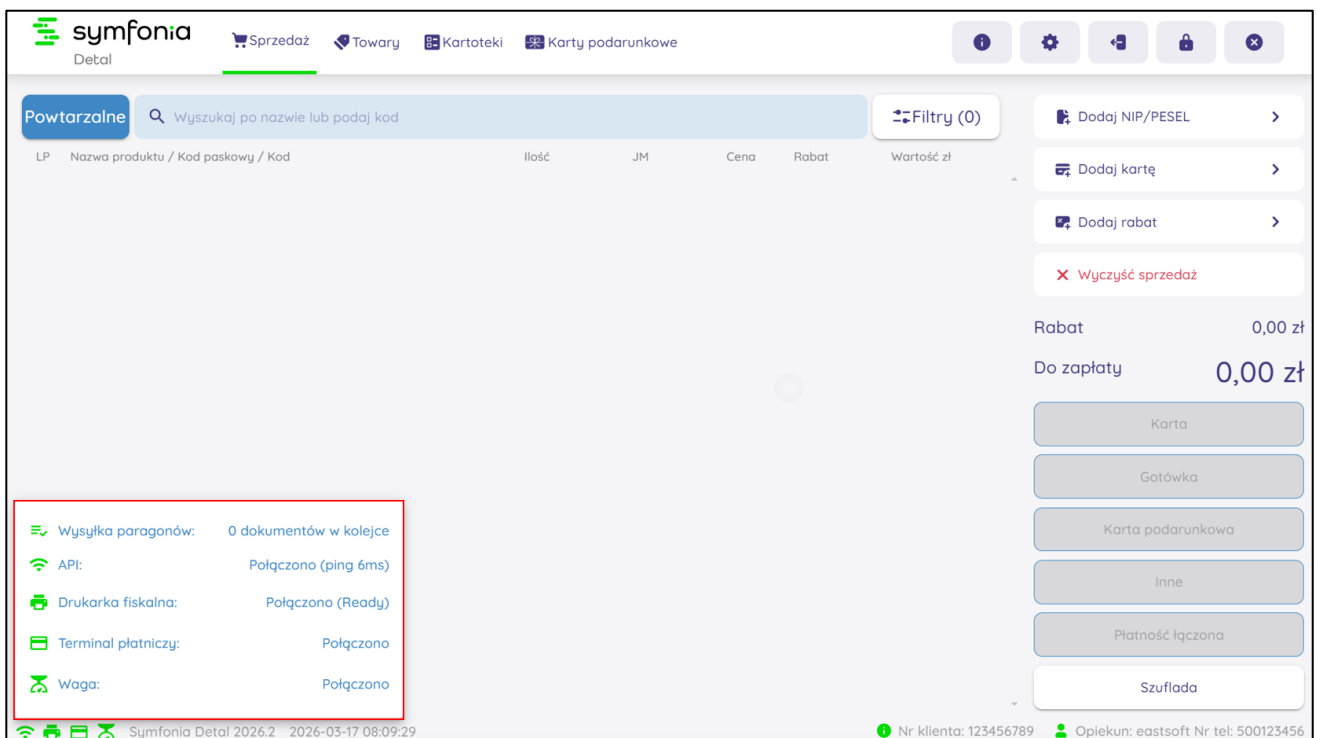 symfonia
Detal
Sprzedaż Towary Kartoteki Karty podarunkowe
Powtarzalne Wyszukaj po nazwie lub podaj kod Filtry (0)
LP Nazwa produktu / Kod paskowy / Kod Ilość JM Cena Rabat Wartość zł
Dodaj NIP/PESEL
Dodaj kartę
Dodaj rabat
Wyczyść sprzedaż
Rabat 0,00 zł
Do zapłaty 0,00 zł
Karta
Gotówka
Karta podarunkowa
Inne
Płatność łączona
Szuflada
Wysyłka paragonów: 0 dokumentów w kolejce
API: Połączono (ping 6ms)
Drukarka fiskalna: Połączono (Ready)
Terminal płatniczy: Połączono
Waga: Połączono
Symfonia Detal 2026.2 2026-03-17 08:09:29 Nr klienta: 123456789 Opiekun: eastsoft Nr tel: 500123456